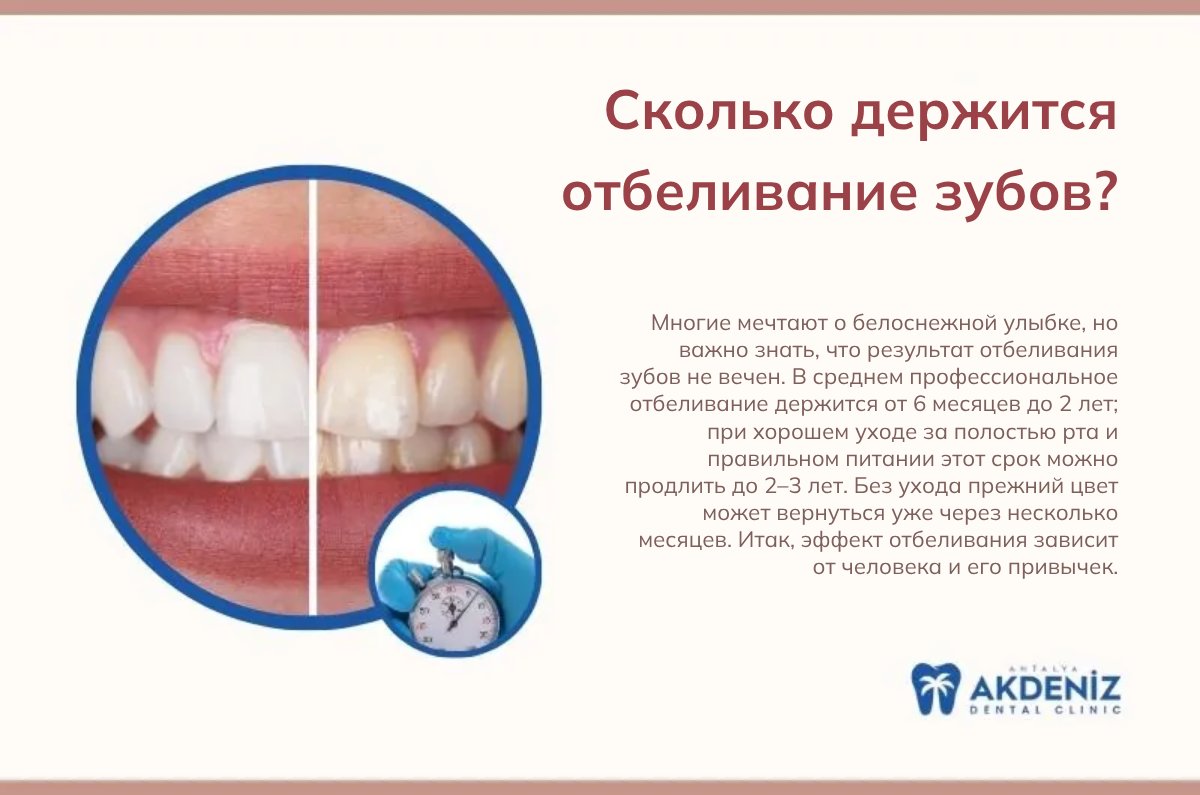 Сколько держится
отбеливание зубов?
Многие мечтают о белоснежной улыбке, но
важно знать, что результат отбеливания
зубов не вечен. В среднем профессиональное
отбеливание держится от 6 месяцев до 2 лет;
при хорошем уходе за полостью рта и
правильном питании этот срок можно
продлить до 2–3 лет. Без ухода прежний цвет
может вернуться уже через несколько
месяцев. Итак, эффект отбеливания зависит
от человека и его привычек.
ANTALYA
AKDENİZ
DENTAL CLINIC